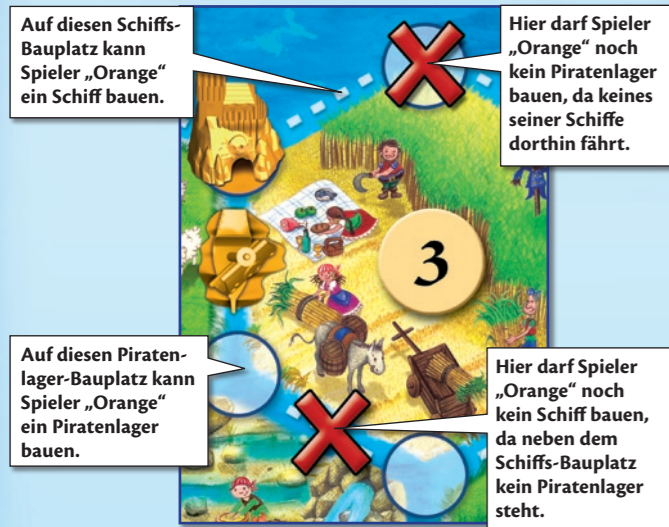 Auf diesen Schiffs-
Bauplatz kann
Spieler „Orange“
ein Schiff bauen.
Hier darf Spieler
„Orange“ noch
kein Piratenlager
bauen, da keines
seiner Schiffe
dorthin fährt.
3
Auf diesen Piraten-
lager-Bauplatz kann
Spieler „Orange“
ein Piratenlager
bauen.
Hier darf Spieler
„Orange“ noch
kein Schiff bauen,
da neben dem
Schiffs-Bauplatz
kein Piratenlager
steht.